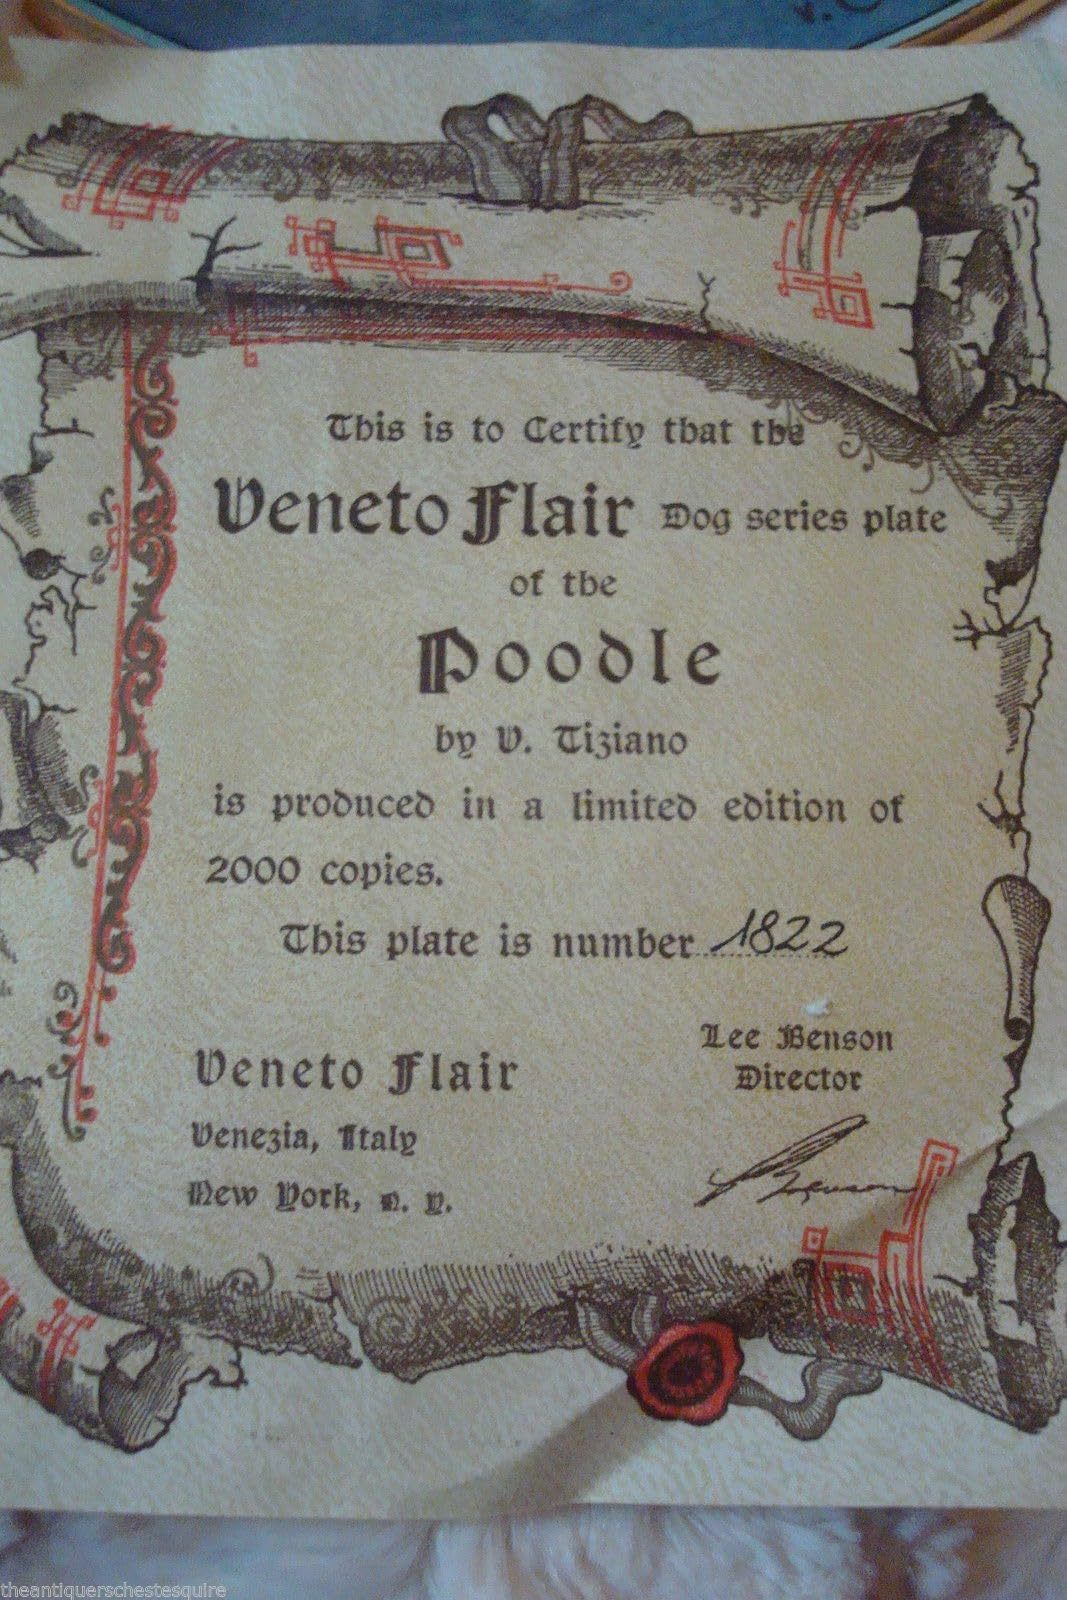 V. C
This is to Certify that the
Veneto Flair Dog series plate
of the
Poodle
by V. Tiziano
is produced in a limited edition of
2000 copies.
This plate is number 1822
Lee Benson
Director
Veneto Flair
Venezia, Italy
New York, N. Y.
Benson
theantiquerschestesquire